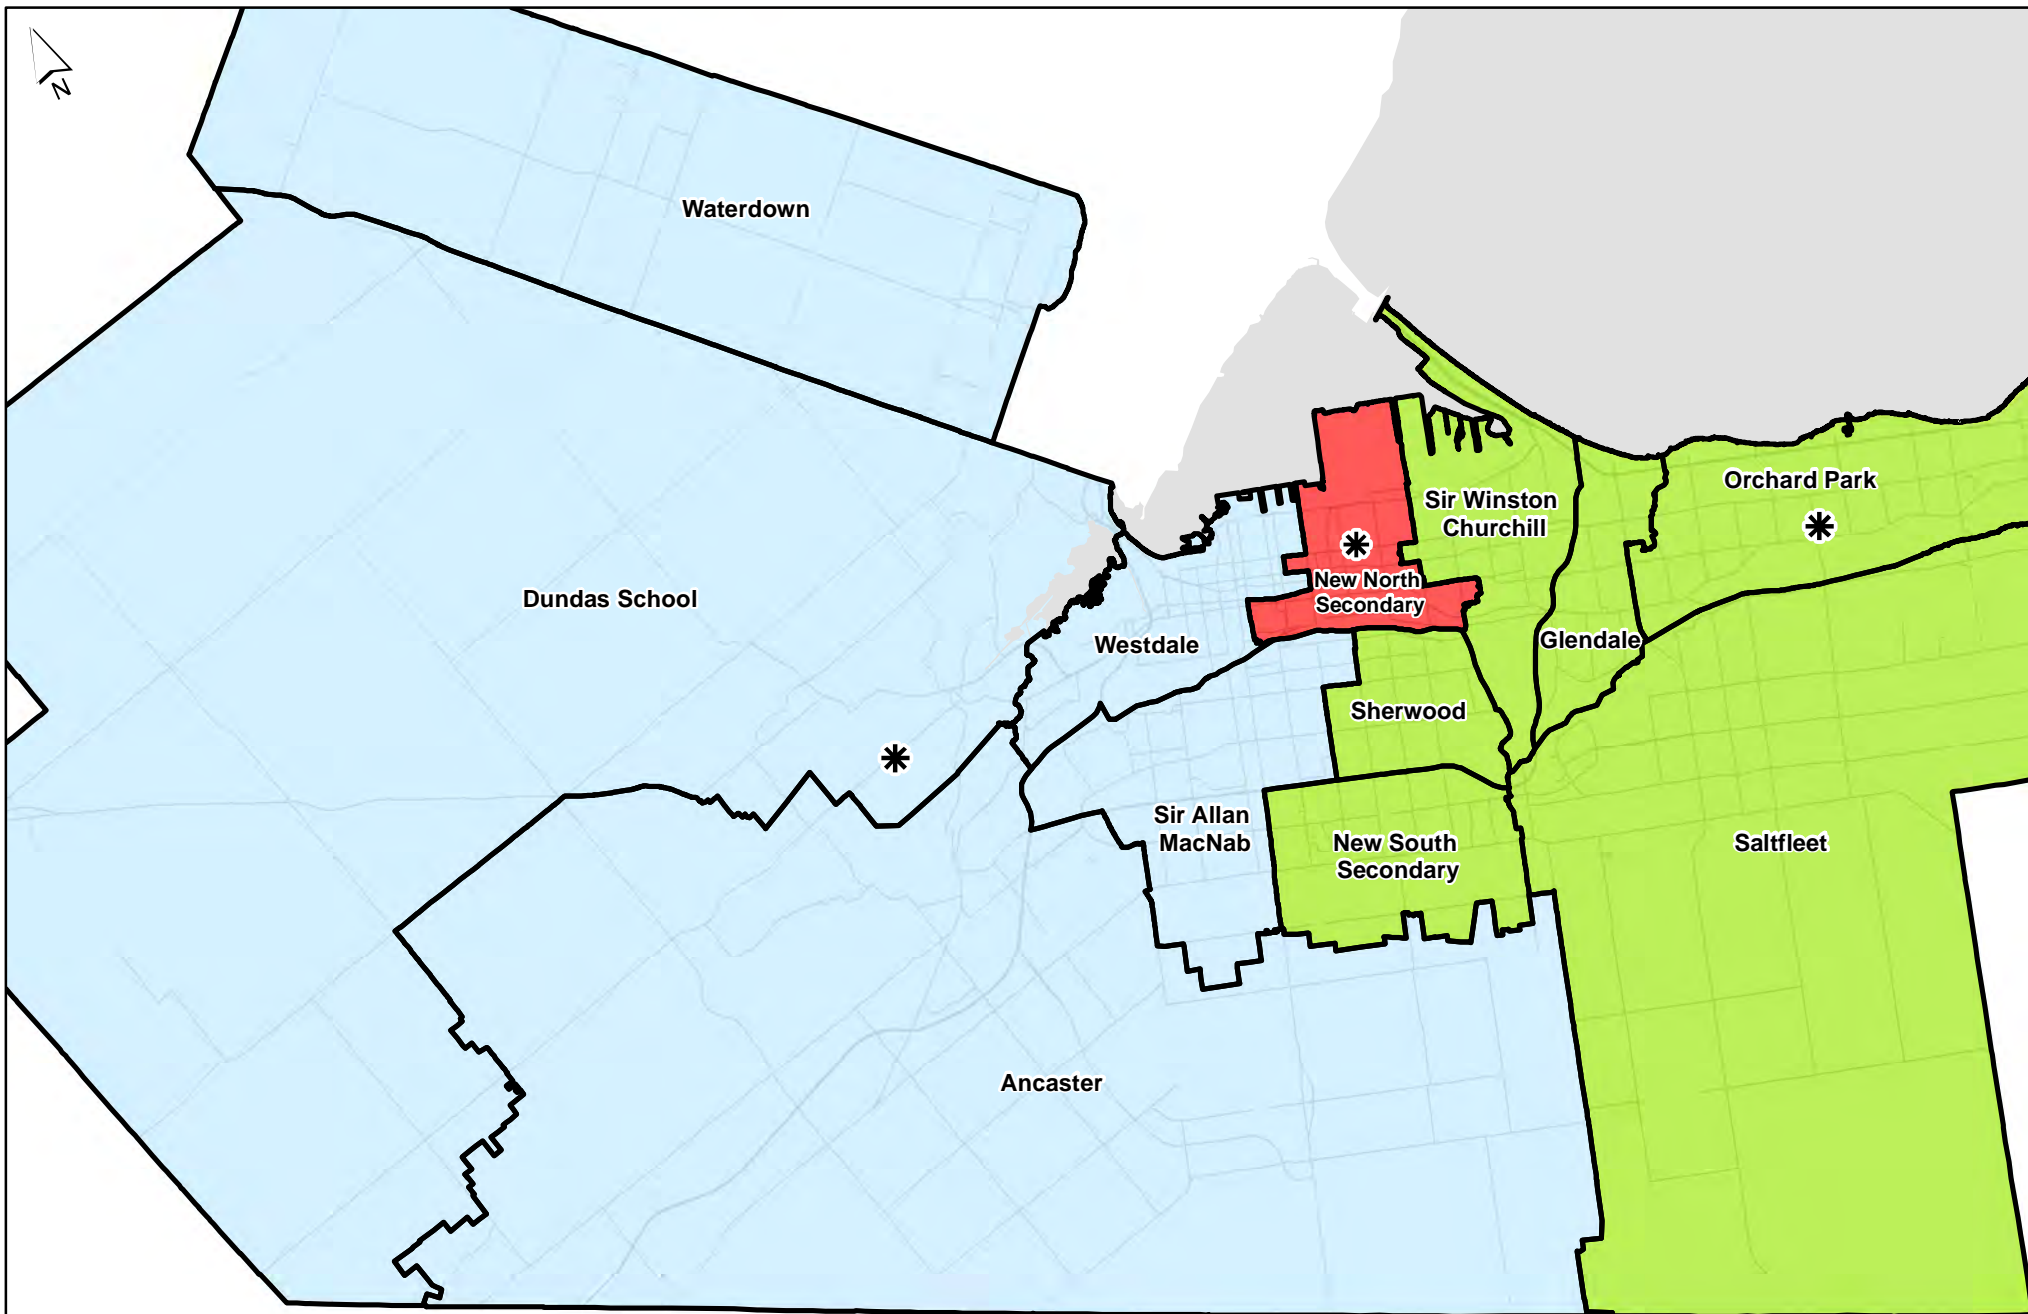 N
Waterdown
Orchard Park
Sir Winston
Churchill
New North
Secondary
Dundas School
Westdale
Glendale
Sherwood
Sir Allan
MacNab
New South
Secondary
Saltfleet
Ancaster